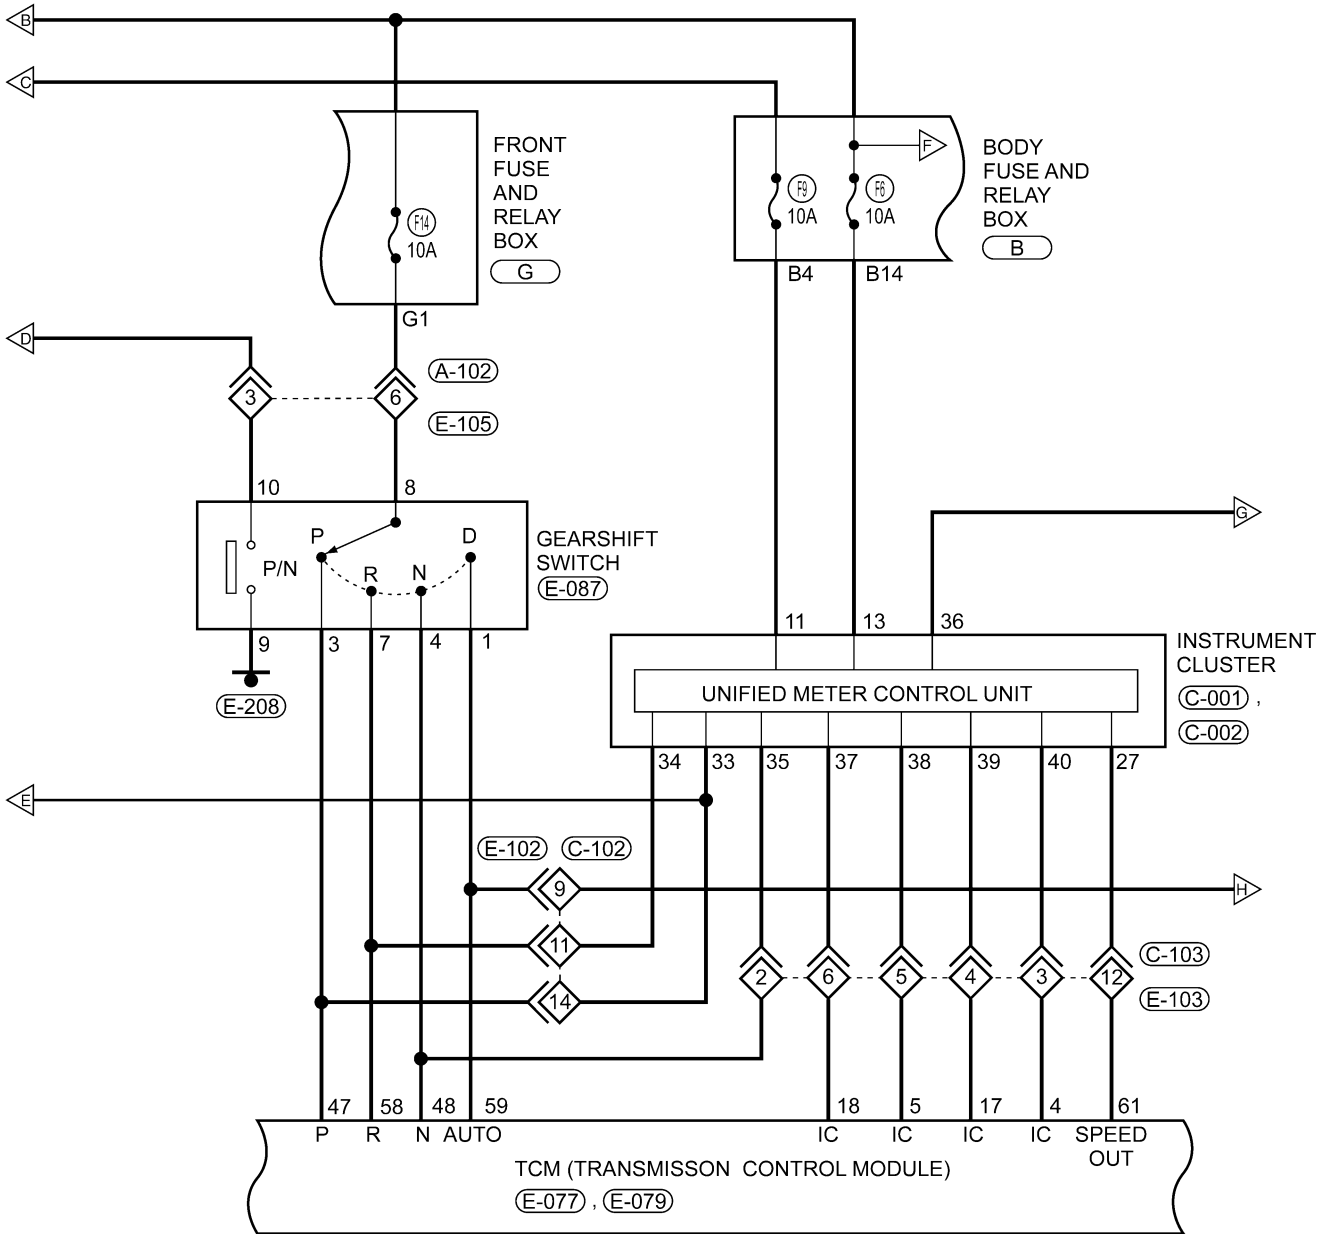 B
C
FRONT
FUSE
AND
RELAY
BOX
G
F14
10A
G1
BODY
FUSE AND
RELAY
BOX
B
F
F9
10A
F6
10A
B4
B14
D
A-102
3
6
E-105
10
8
P
D
R
N
P/N
GEARSHIFT
SWITCH
E-087
9
3
7
4
1
E-208
G
11
13
36
INSTRUMENT
CLUSTER
C-001 ,
C-002
UNIFIED METER CONTROL UNIT
34
33
35
37
38
39
40
27
E
E-102
C-102
9
H
11
14
2
6
5
4
3
12
C-103
E-103
47
58
48
59
18
5
17
4
61
P
R
N
AUTO
IC
IC
IC
IC
SPEED
OUT
TCM (TRANSMISSON CONTROL MODULE)
E-077 , E-079